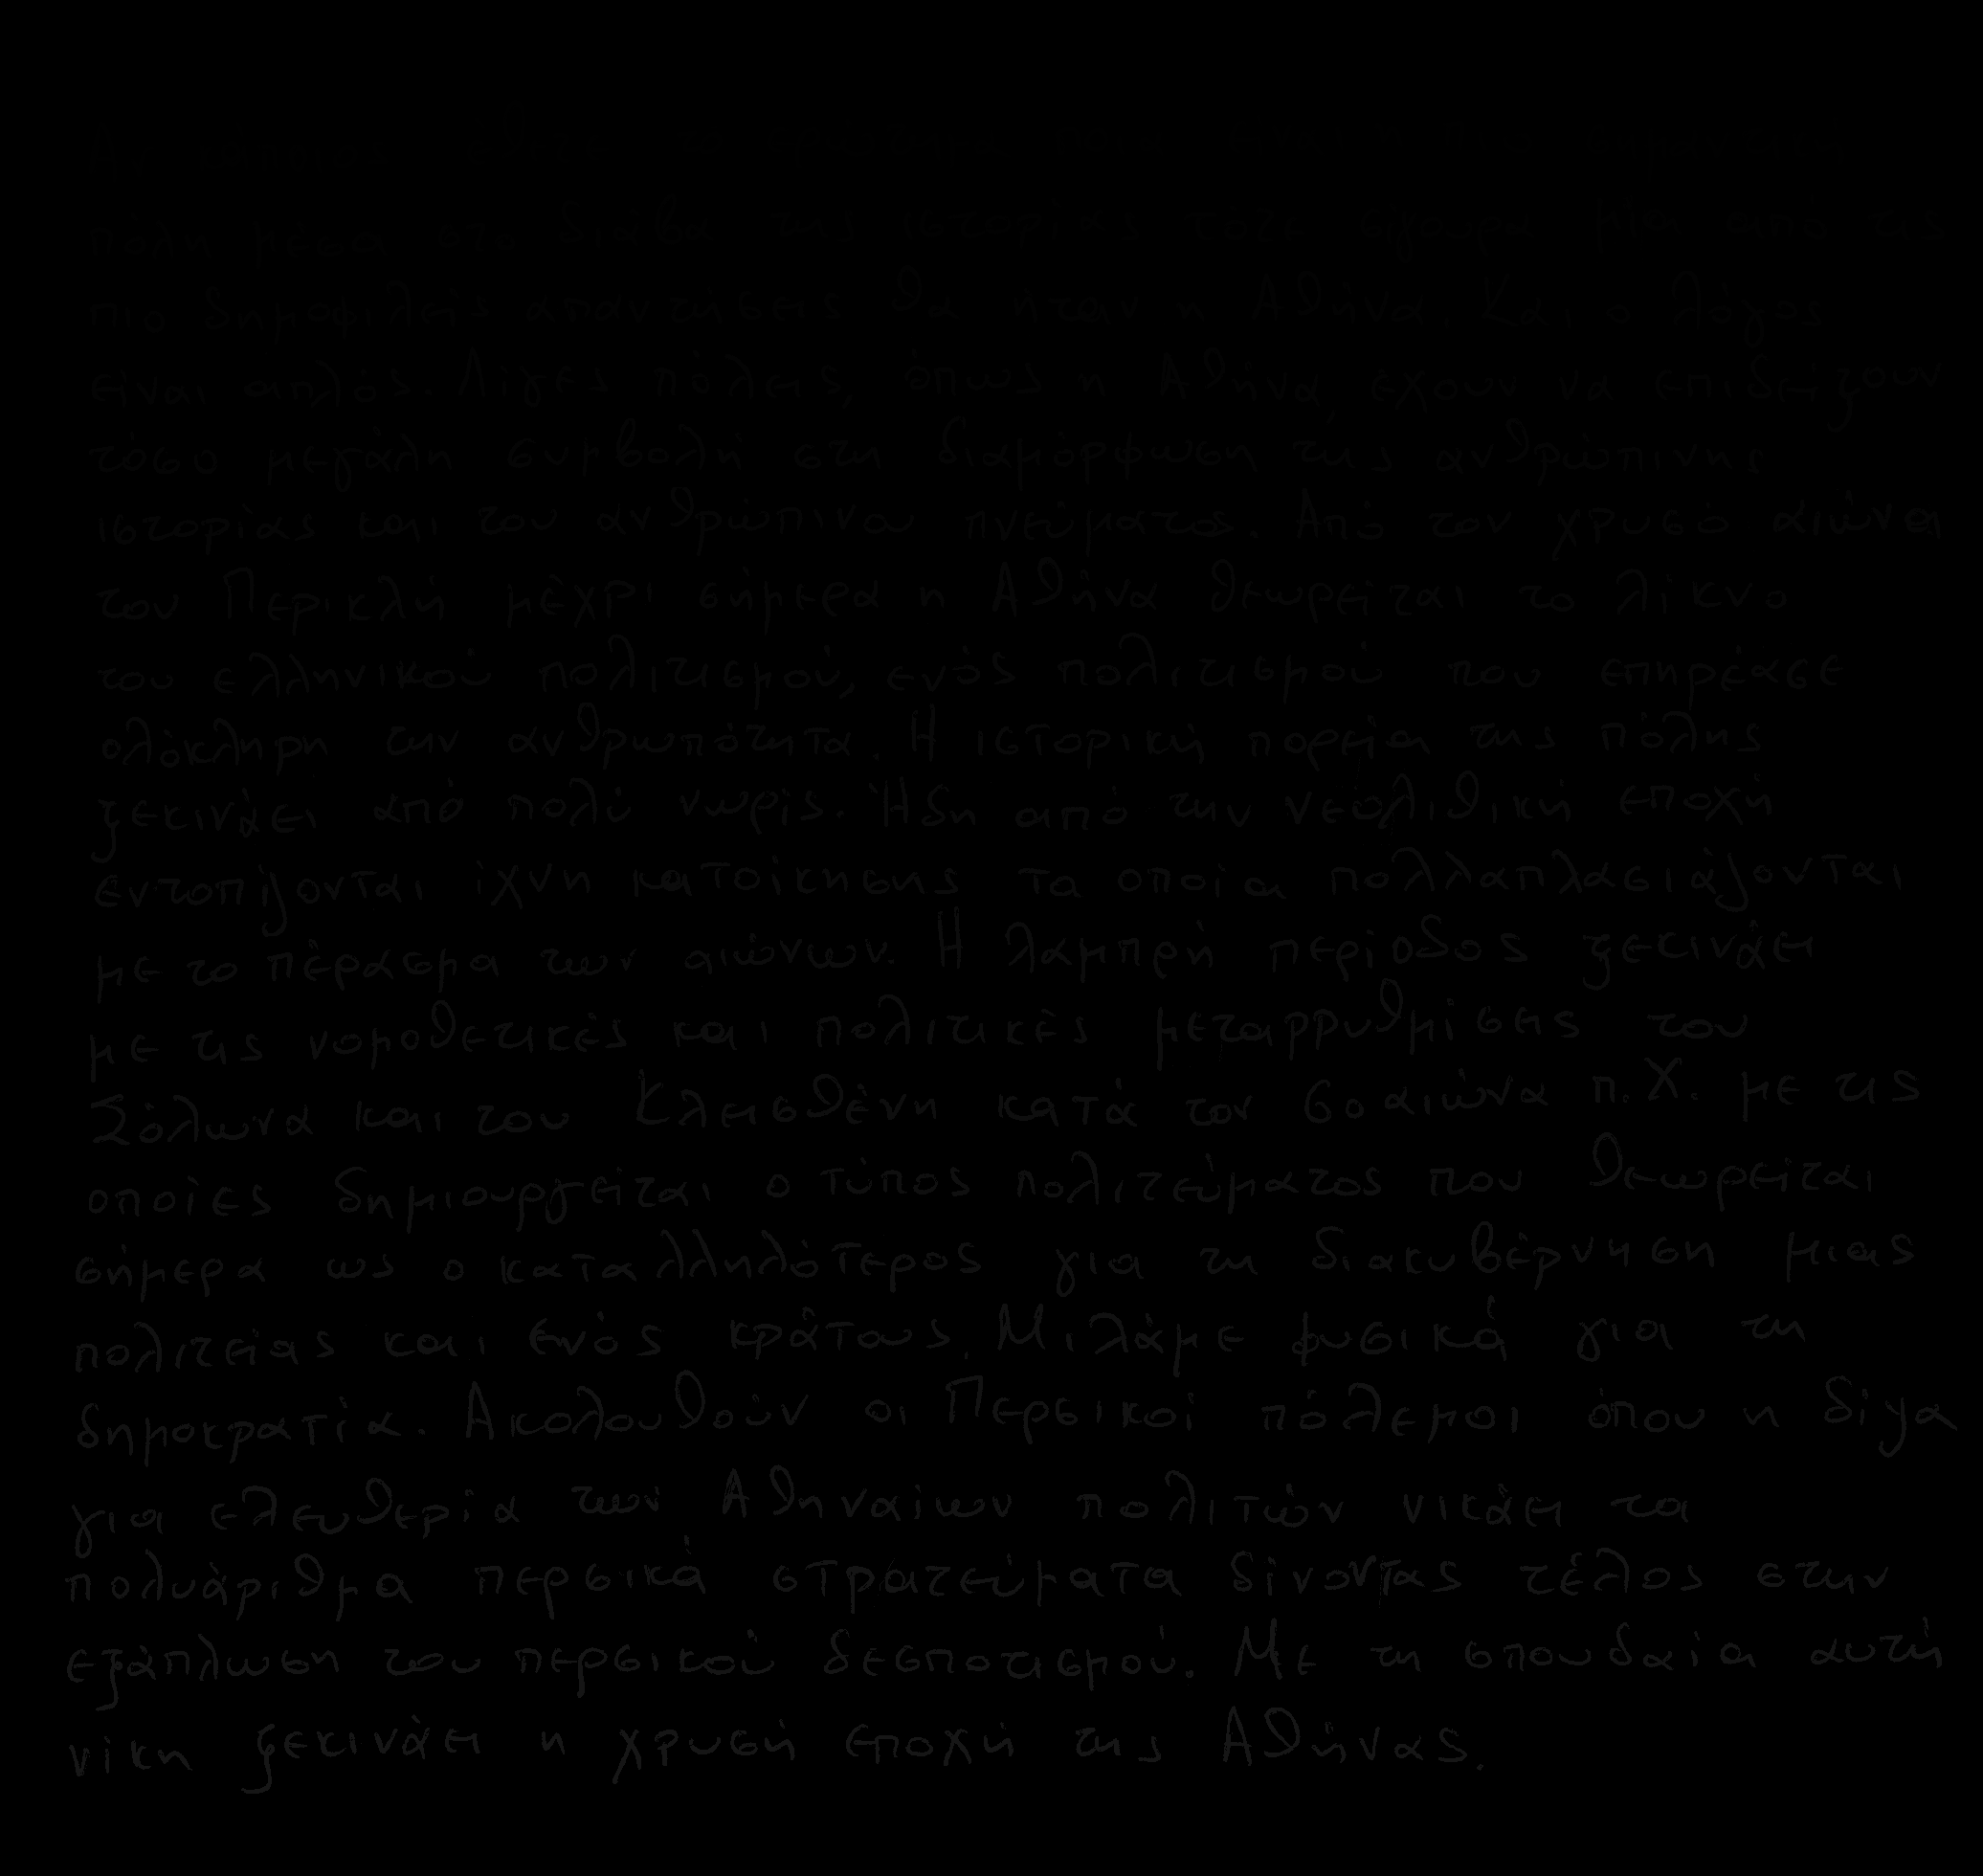 πόλη μέσα στο διάβα της ιστορίας τότε σίγουρα μία απο τις
πιο δημοφιλείς απαντήσεις θα ήταν η Αθήνα. Και ο λόγος
είναι απλός. Λίγες πόλεις, όπως η Αθήνα, έχουν να επιδείξουν
τόσο μεγάλη συμβολή στη διαμόρφωση της ανθρώπινης
ιστορίας και του ανθρώπινου πνεύματος. Από τον χρυσό αιώνα
του Περικλή μέχρι σήμερα η Αθήνα θεωρείται το λίκνο
του ελληνικού πολιτισμού, ενός πολιτισμού που επηρέασε
ολόκληρη την ανθρωπότητα. Η ιστορική πορεία της πόλης
ξεκινάει από πολύ νωρίς. Ήδη από την νεολιθική εποχή
εντοπίζονται ίχνη κατοίκησης τα οποία πολλαπλασιάζονται
με το πέρασμα των αιώνων. Η λαμπρή περίοδος ξεκινάει
με τις νομοθετικές και πολιτικές μεταρρυθμίσεις του
Σόλωνα και του Κλεισθένη κατά τον 6ο αιώνα π.Χ. με τις
οποίες δημιουργείται ο τύπος πολιτεύματος που θεωρείται
σήμερα ως ο καταλληλότερος για τη διακυβέρνηση μιας
πολιτείας και ενός κράτους. Μιλάμε φυσικά για τη
δημοκρατία. Ακολουθούν οι Περσικοί πόλεμοι όπου η δίψα
για ελευθερία των Αθηναίων πολιτών νικάει τα
πολυάριθμα περσικά στρατεύματα δίνοντας τέλος στην
εξάπλωση του περσικού δεσποτισμού. Με τη σπουδαία αυτή
νίκη ξεκινάει η χρυσή εποχή της Αθήνας.